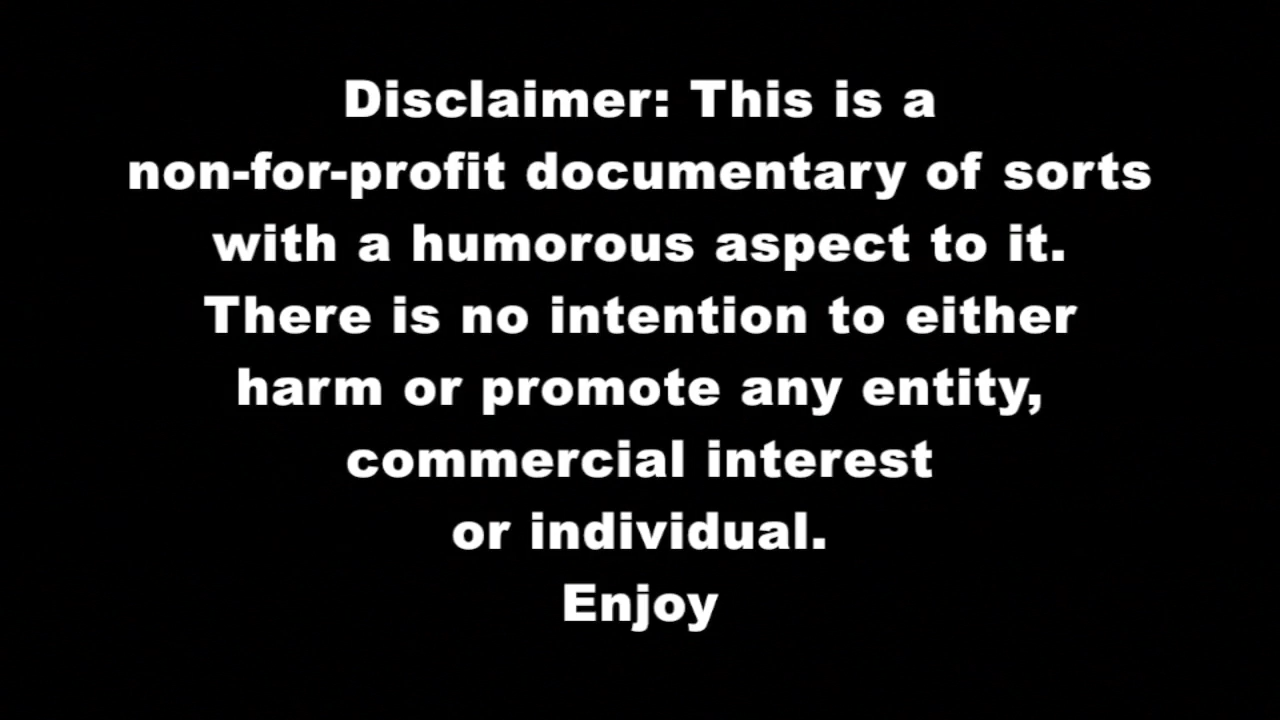 Disclaimer: This is a
non-for-profit documentary of sorts
with a humorous aspect to it.
There is no intention to either
harm or promote any entity,
commercial interest
or individual.
Enjoy